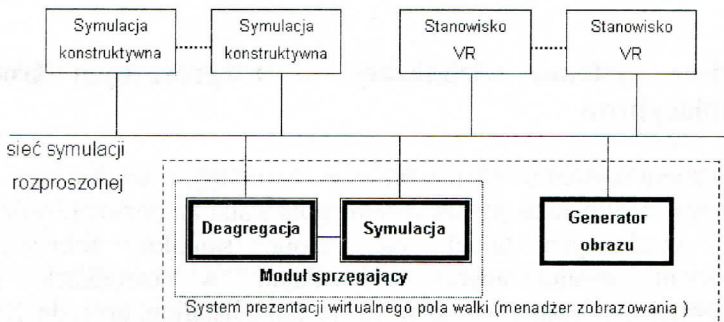 Symulacja
konstruktywna
Symulacja
konstruktywna
Stanowisko
VR
Stanowisko
VR
sieć symulacji
rozproszonej
Deagregacja
Symulacja
Generator
obrazu
Moduł sprzęgający
System prezentacji wirtualnego pola walki (menadżer zobrazowania )